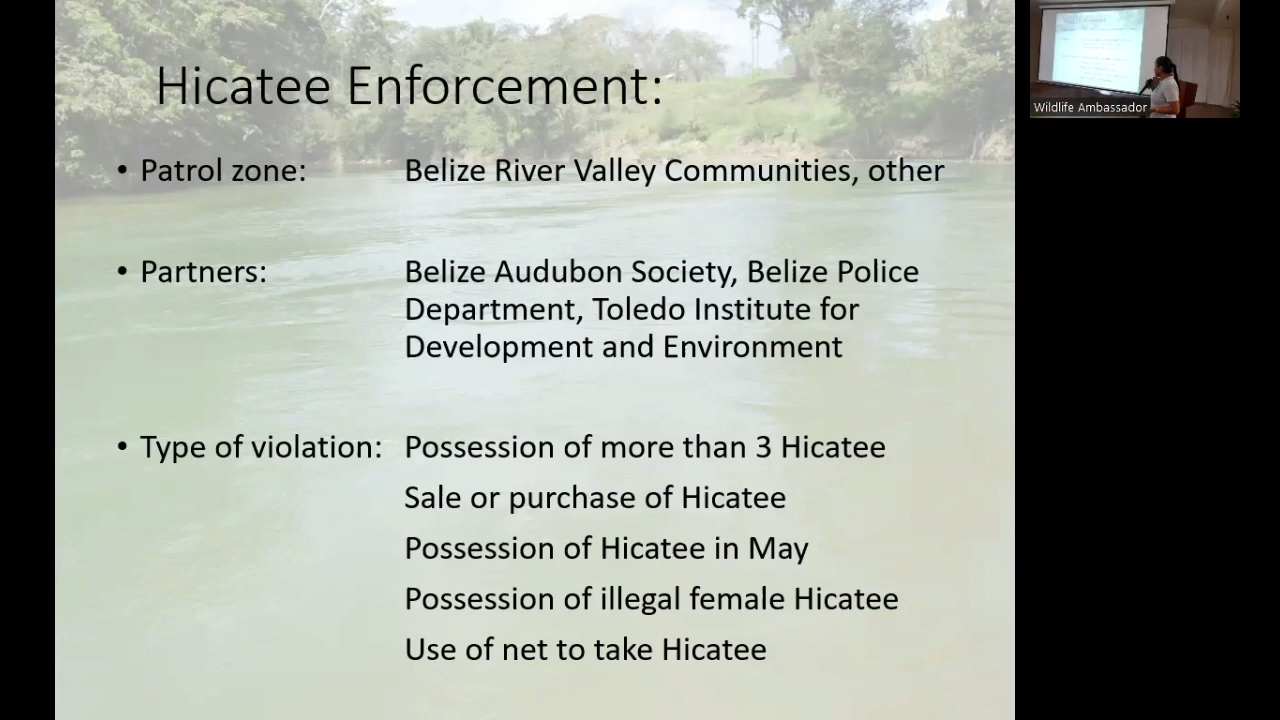 Hicatee Enforcement:
• Patrol zone: Belize River Valley Communities, other
• Partners: Belize Audubon Society, Belize Police
Department, Toledo Institute for
Development and Environment
• Type of violation: Possession of more than 3 Hicatee
Sale or purchase of Hicatee
Possession of Hicatee in May
Possession of illegal female Hicatee
Use of net to take Hicatee
Wildlife Ambassador